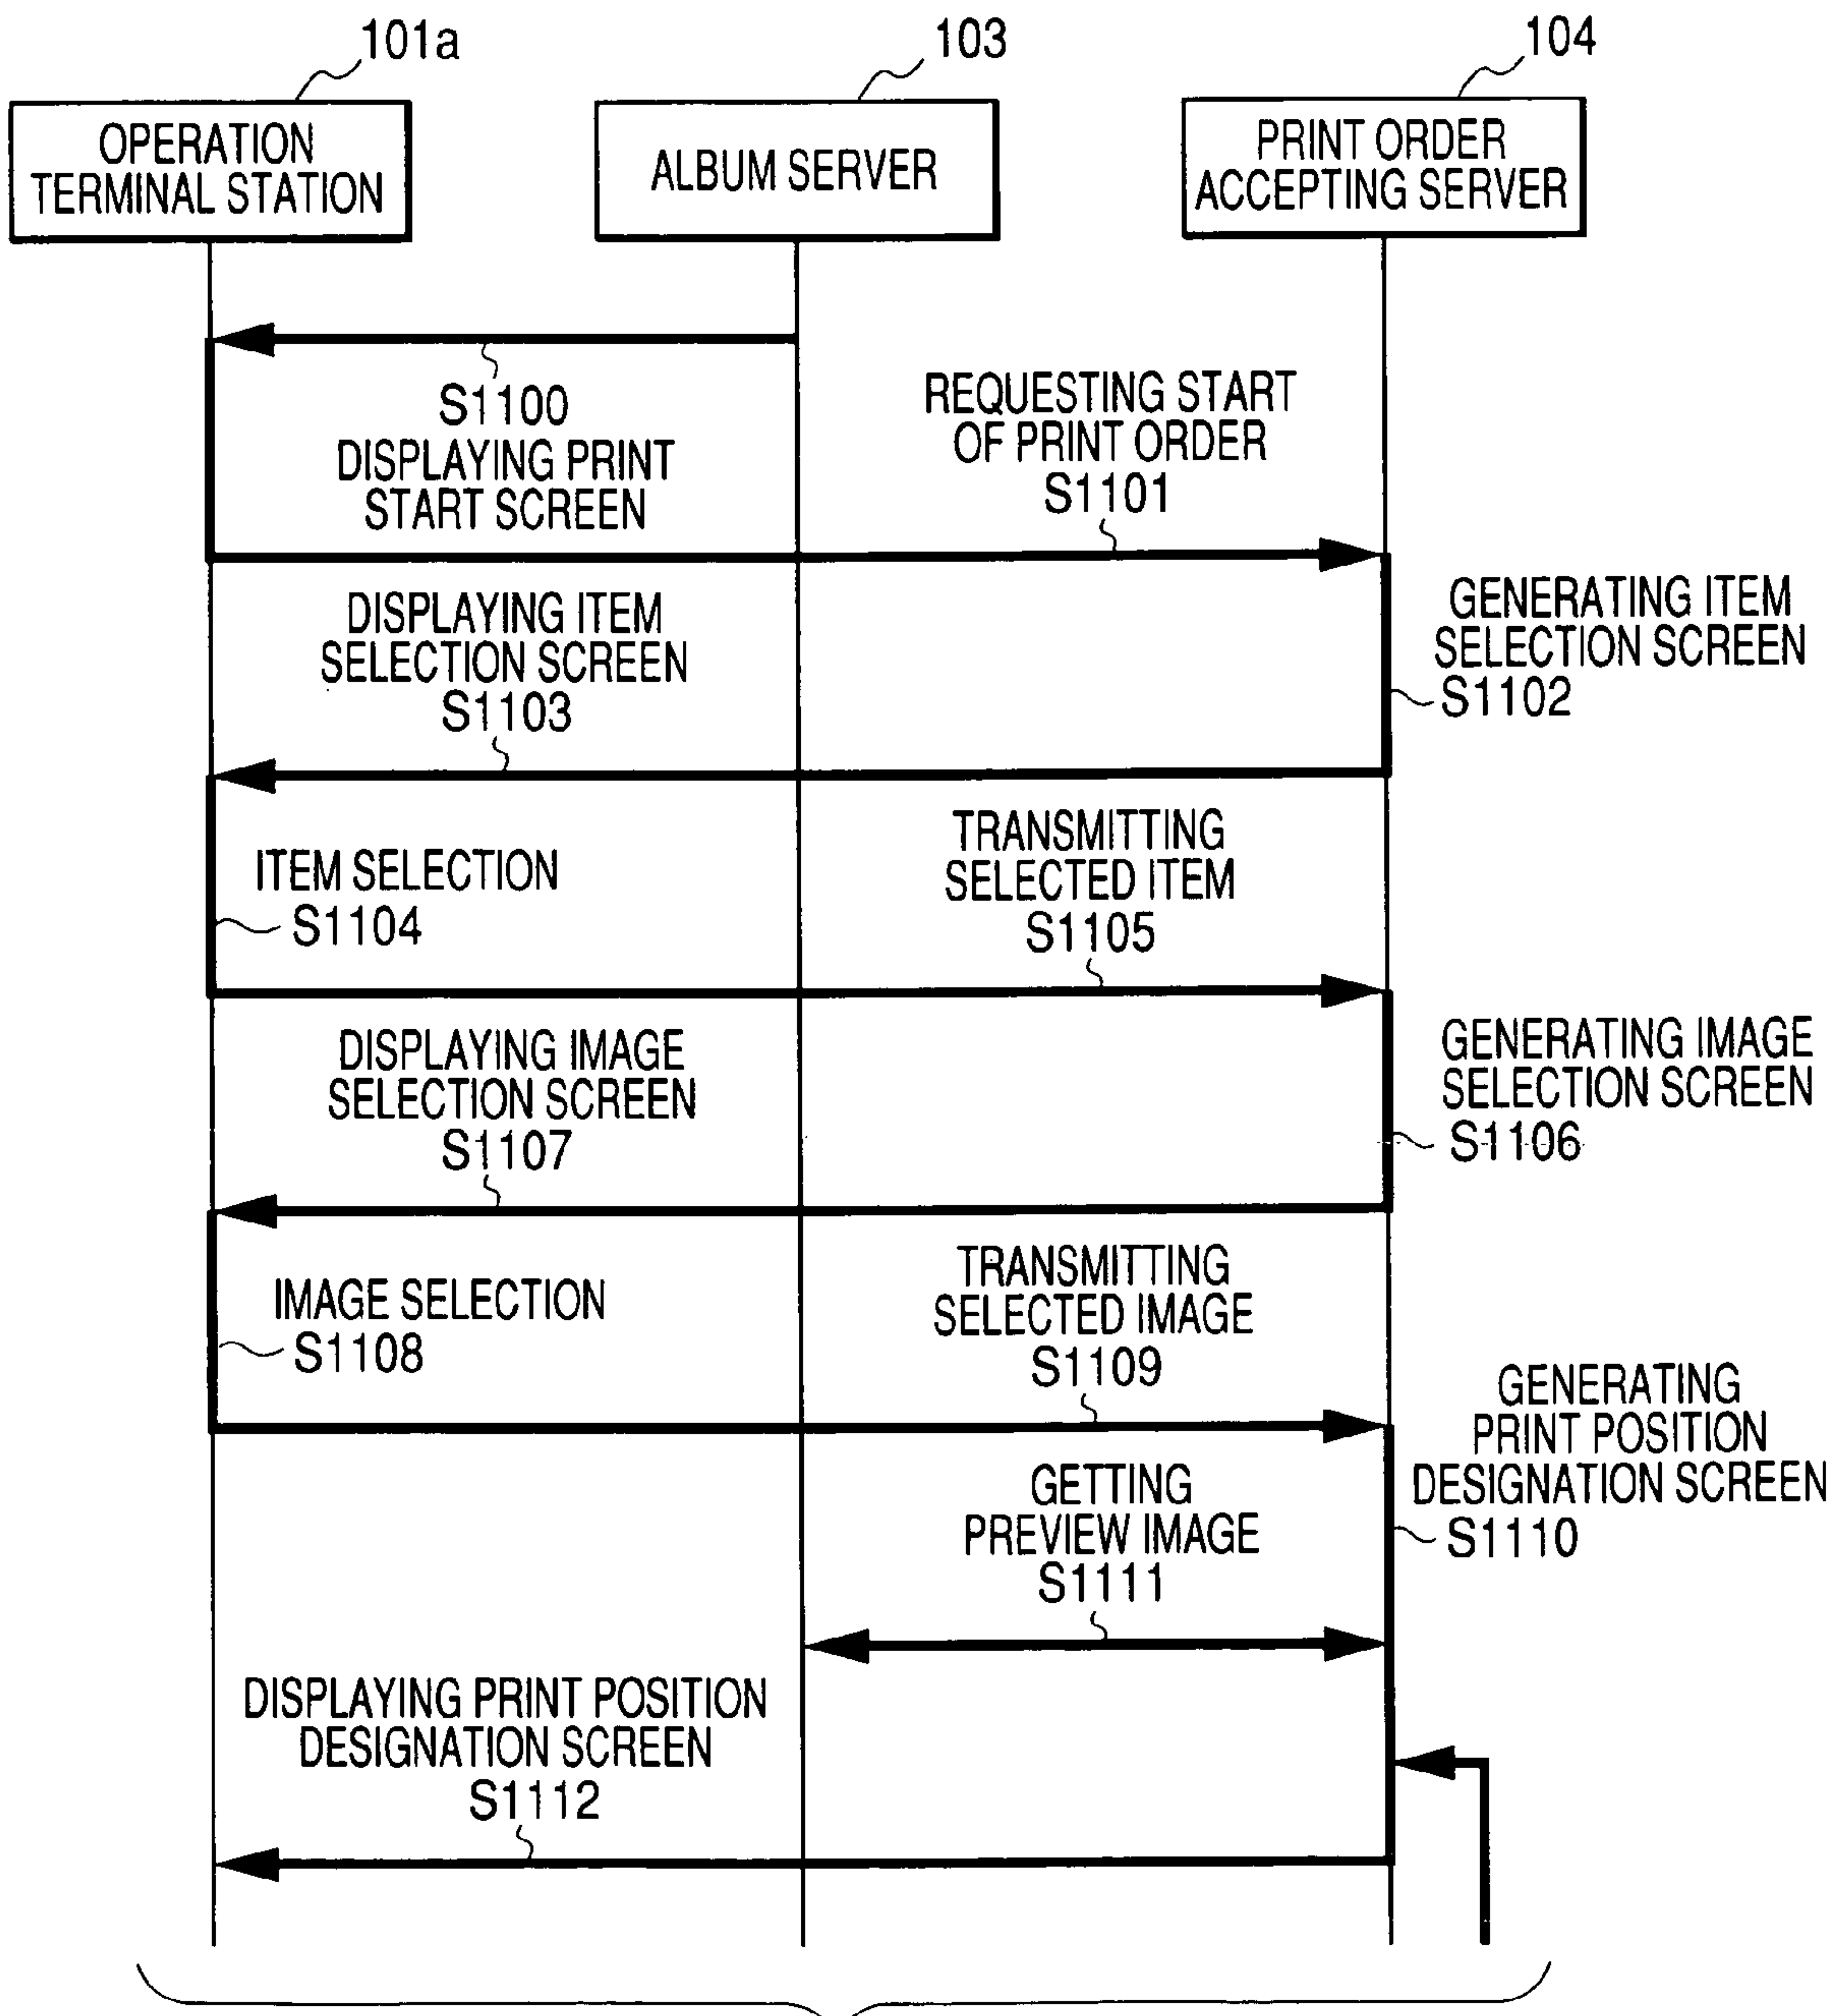 101a
103
104
OPERATION
TERMINAL STATION
ALBUM SERVER
PRINT ORDER
ACCEPTING SERVER
S1100
DISPLAYING PRINT
START SCREEN
REQUESTING START
OF PRINT ORDER
S1101
DISPLAYING ITEM
SELECTION SCREEN
S1103
GENERATING ITEM
SELECTION SCREEN
S1102
ITEM SELECTION
S1104
TRANSMITTING
SELECTED ITEM
S1105
DISPLAYING IMAGE
SELECTION SCREEN
S1107
GENERATING IMAGE
SELECTION SCREEN
S1106
IMAGE SELECTION
S1108
TRANSMITTING
SELECTED IMAGE
S1109
GENERATING
PRINT POSITION
DESIGNATION SCREEN
S1110
GETTING
PREVIEW IMAGE
S1111
DISPLAYING PRINT POSITION
DESIGNATION SCREEN
S1112